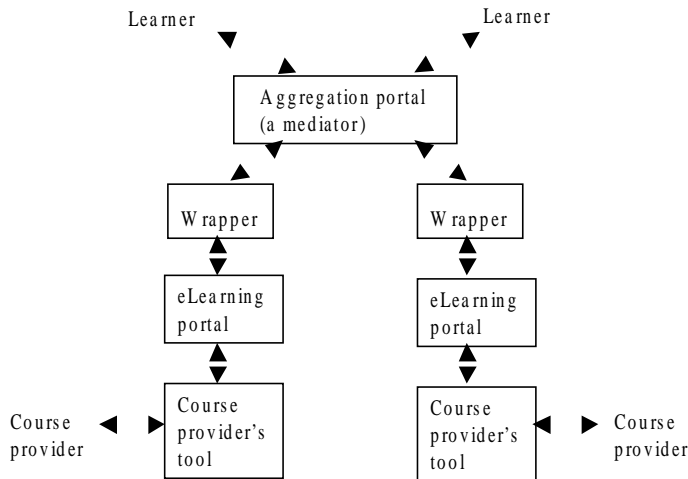 Learner
Learner
Aggregation portal
(a mediator)
Wrapper
Wrapper
eLearning
portal
eLearning
portal
Course
provider
Course
provider's
tool
Course
provider's
tool
Course
provider